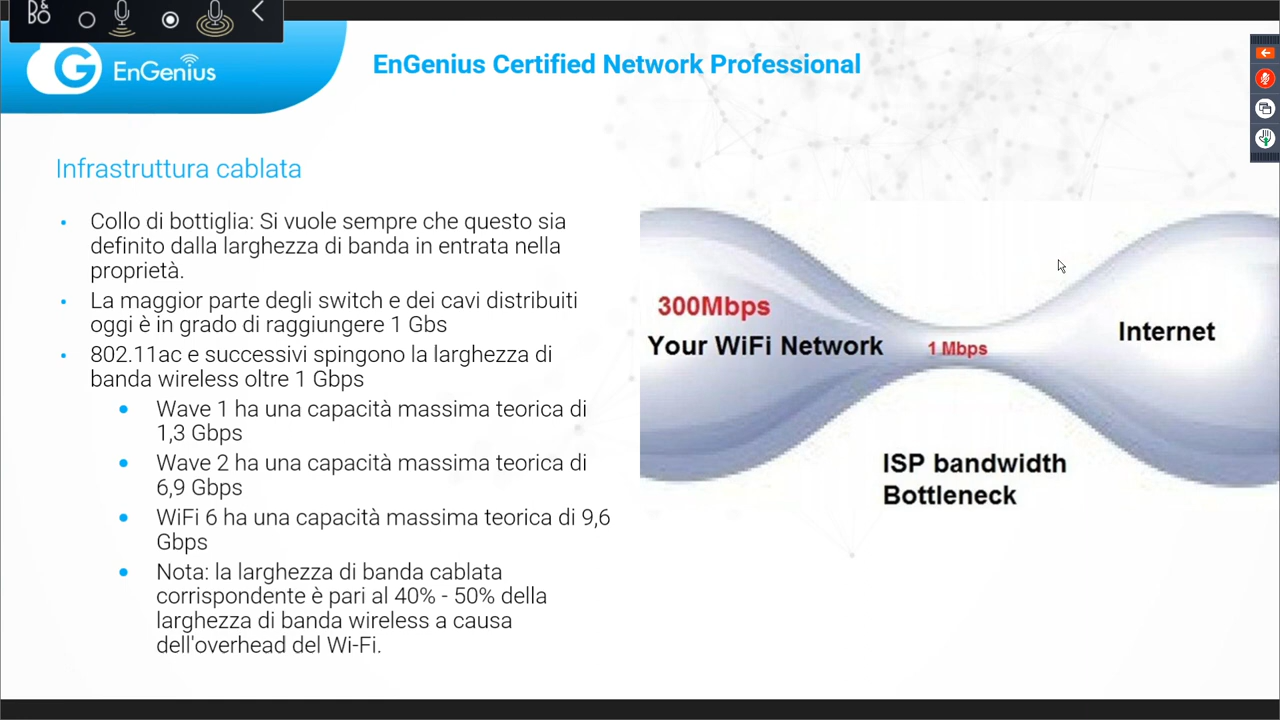 EnGenius
EnGenius Certified Network Professional
Infrastruttura cablata
Collo di bottiglia: Si vuole sempre che questo sia
definito dalla larghezza di banda in entrata nella
proprietà.
La maggior parte degli switch e dei cavi distribuiti
oggi è in grado di raggiungere 1 Gbs
802.11ac e successivi spingono la larghezza di
banda wireless oltre 1 Gbps
Wave 1 ha una capacità massima teorica di
1,3 Gbps
Wave 2 ha una capacità massima teorica di
6,9 Gbps
WiFi 6 ha una capacità massima teorica di 9,6
Gbps
Nota: la larghezza di banda cablata
corrispondente è pari al 40% - 50% della
larghezza di banda wireless a causa
dell'overhead del Wi-Fi.
300Mbps
Your WiFi Network
1 Mbps
Internet
ISP bandwidth
Bottleneck